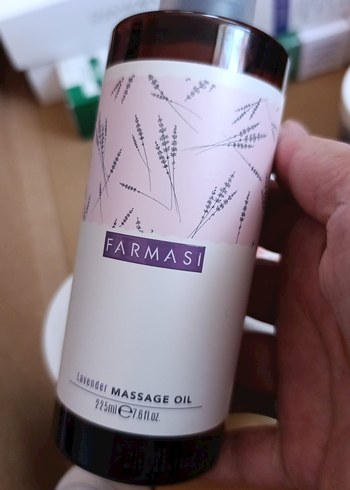 FARMASI
Lavender MASSAGE OIL
225ml ℮7.6fl.oz.